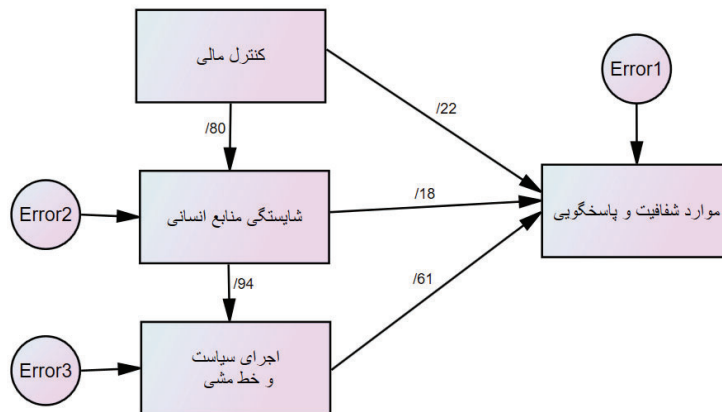 کنترل مالی
Error1
/22
/80
شایستگی منابع انسانی
/18
موارد شفافیت و پاسخگویی
Error2
/94
/61
اجرای سیاست
و خط مشی
Error3